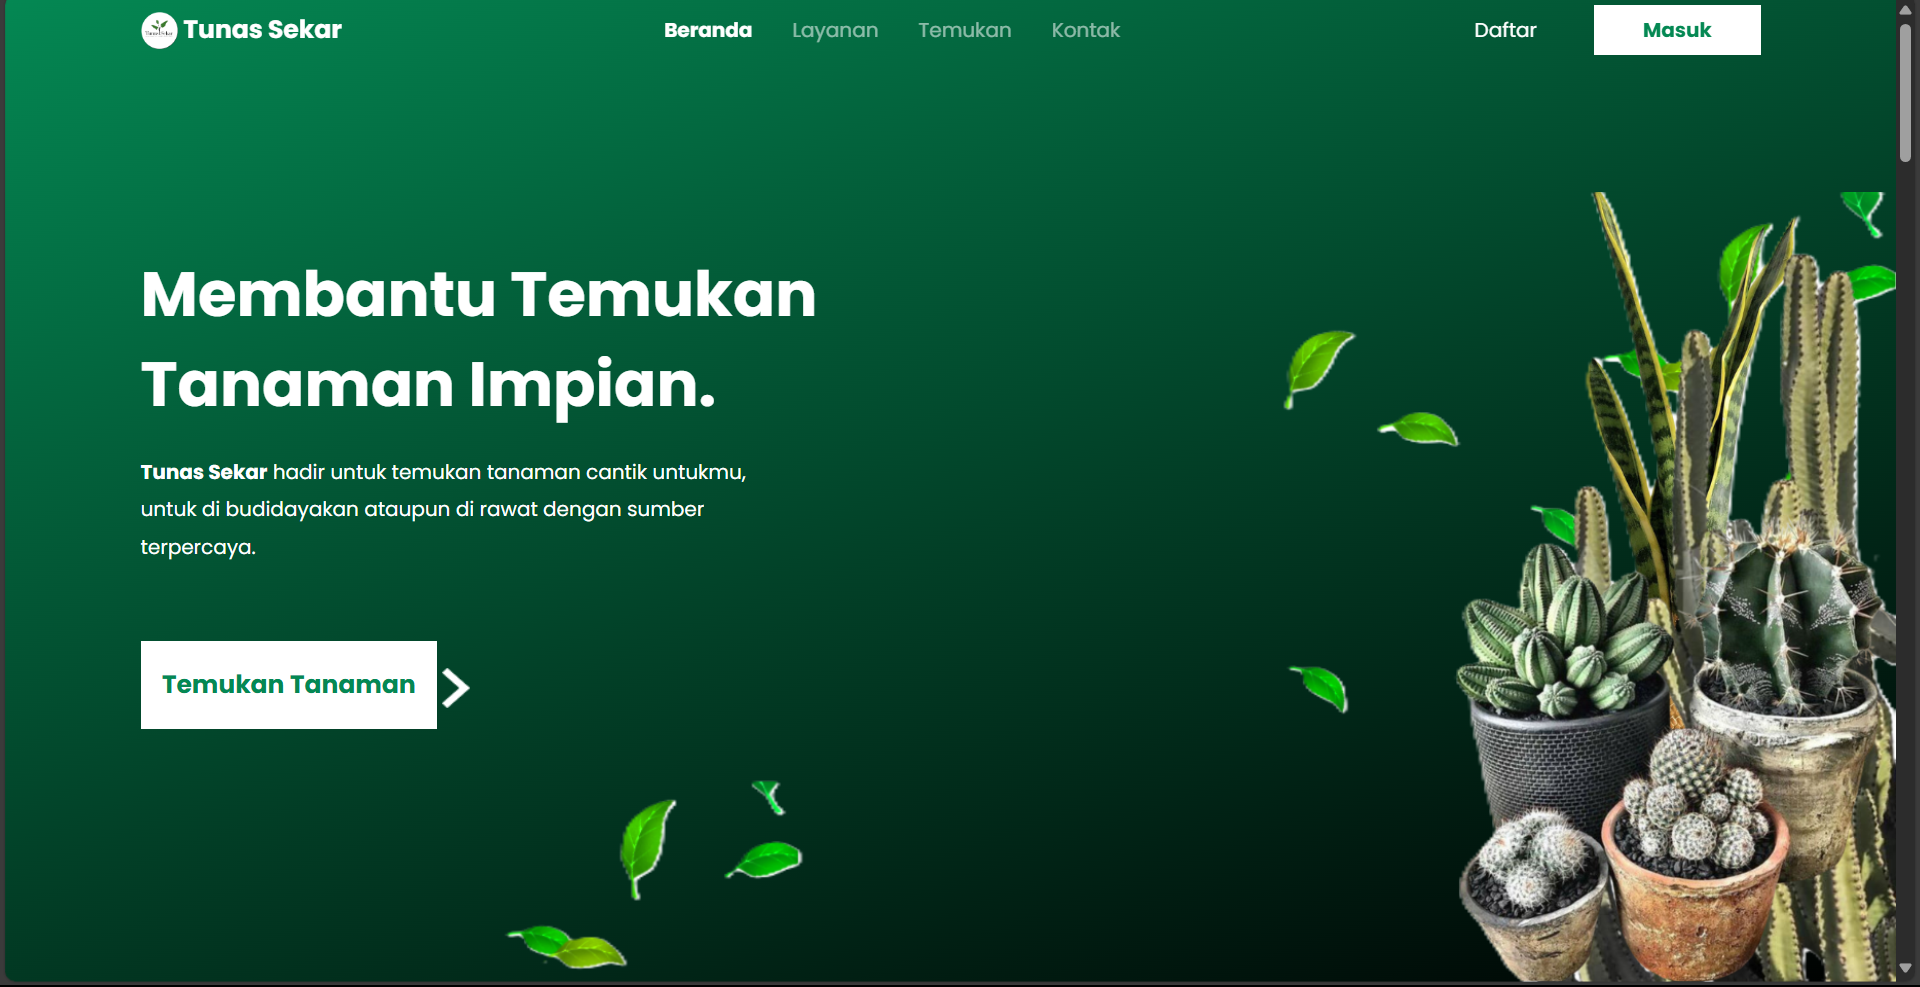 Tunas Sekar
Beranda Layanan Temukan Kontak
Daftar Masuk
Membantu Temukan
Tanaman Impian.
Tunas Sekar hadir untuk temukan tanaman cantik untukmu,
untuk di budidayakan ataupun di rawat dengan sumber
terpercaya.
Temukan Tanaman